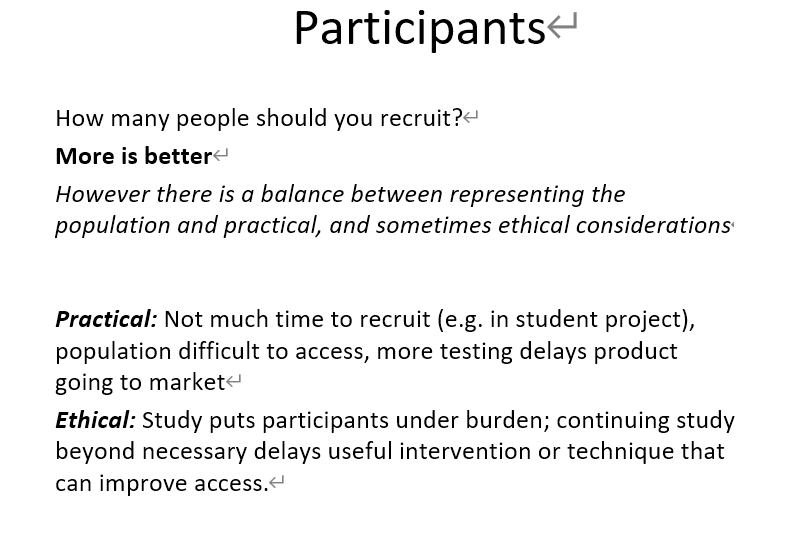 Participants
How many people should you recruit?
More is better
However there is a balance between representing the
population and practical, and sometimes ethical considerations
Practical: Not much time to recruit (e.g. in student project),
population difficult to access, more testing delays product
going to market
Ethical: Study puts participants under burden; continuing study
beyond necessary delays useful intervention or technique that
can improve access.